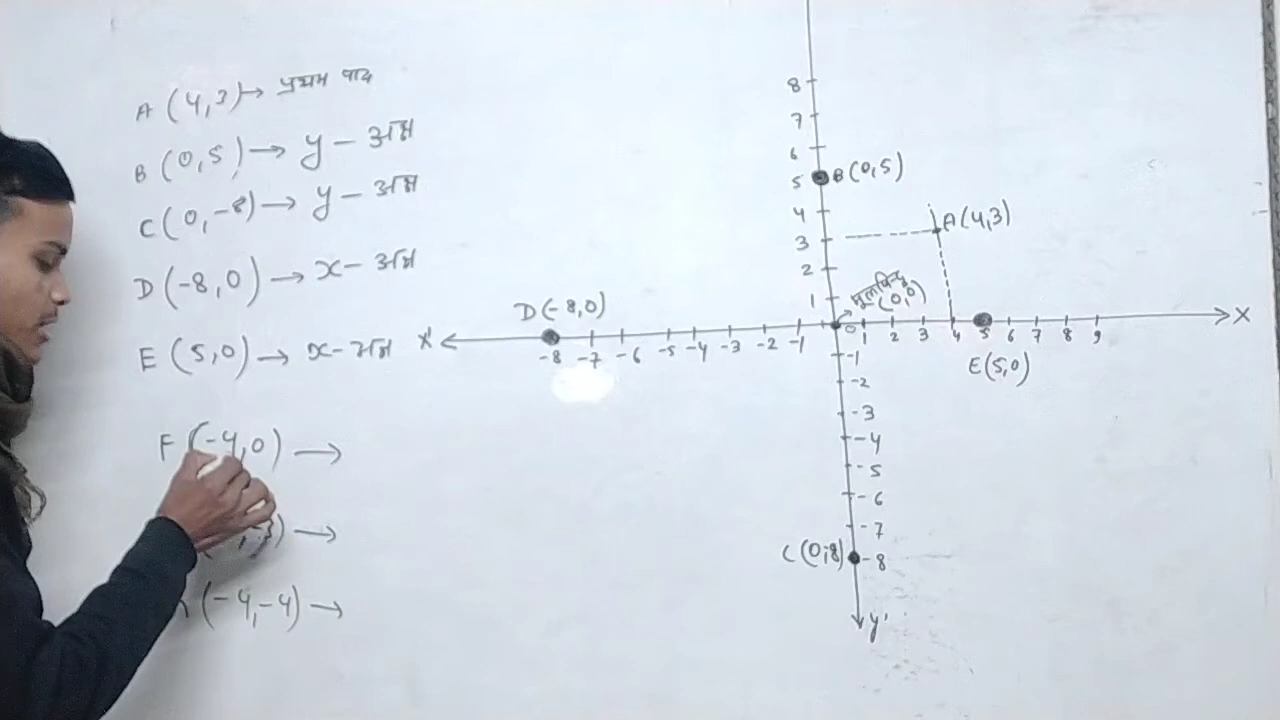 A (4,3)→ प्रथम पाद
B (0,5)→ y-अक्ष
C(0,-8)→ y-अक्ष
D(-8,0)→ x-अक्ष
E (5,0)→ x-अक्ष
F (-4,0)→
-3)→
(-4,-4)→
8
7
6
5 B(0,5)
4 A(4,3)
3
2
1 मूलबिन्दु (0,0)
D(-8,0)
X' 0 X
-8 -7 -6 -5 -4 -3 -2 -1 1 2 3 4 5 6 7 8 9
E(5,0)
-1
-2
-3
-4
-5
-6
-7
C(0,8) -8
y'